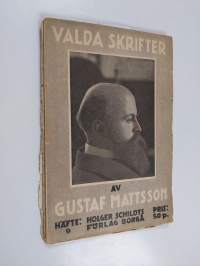 VALDA SKRIFTER
AV
GUSTAF MATTSSON
HÄFTE: HOLGER SCHILDTS PRIS:
9 FÖRLAG BORGÅ 50 p.